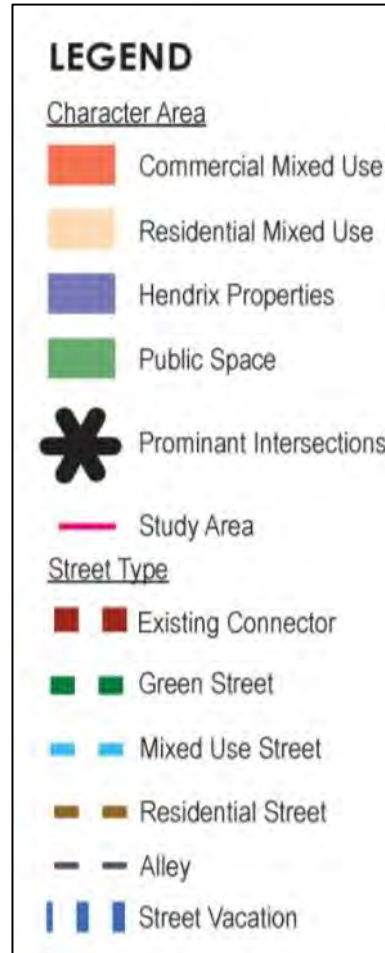 LEGEND
Character Area
Commercial Mixed Use
Residential Mixed Use
Hendrix Properties
Public Space
Prominant Intersections
Study Area
Street Type
Existing Connector
Green Street
Mixed Use Street
Residential Street
Alley
Street Vacation